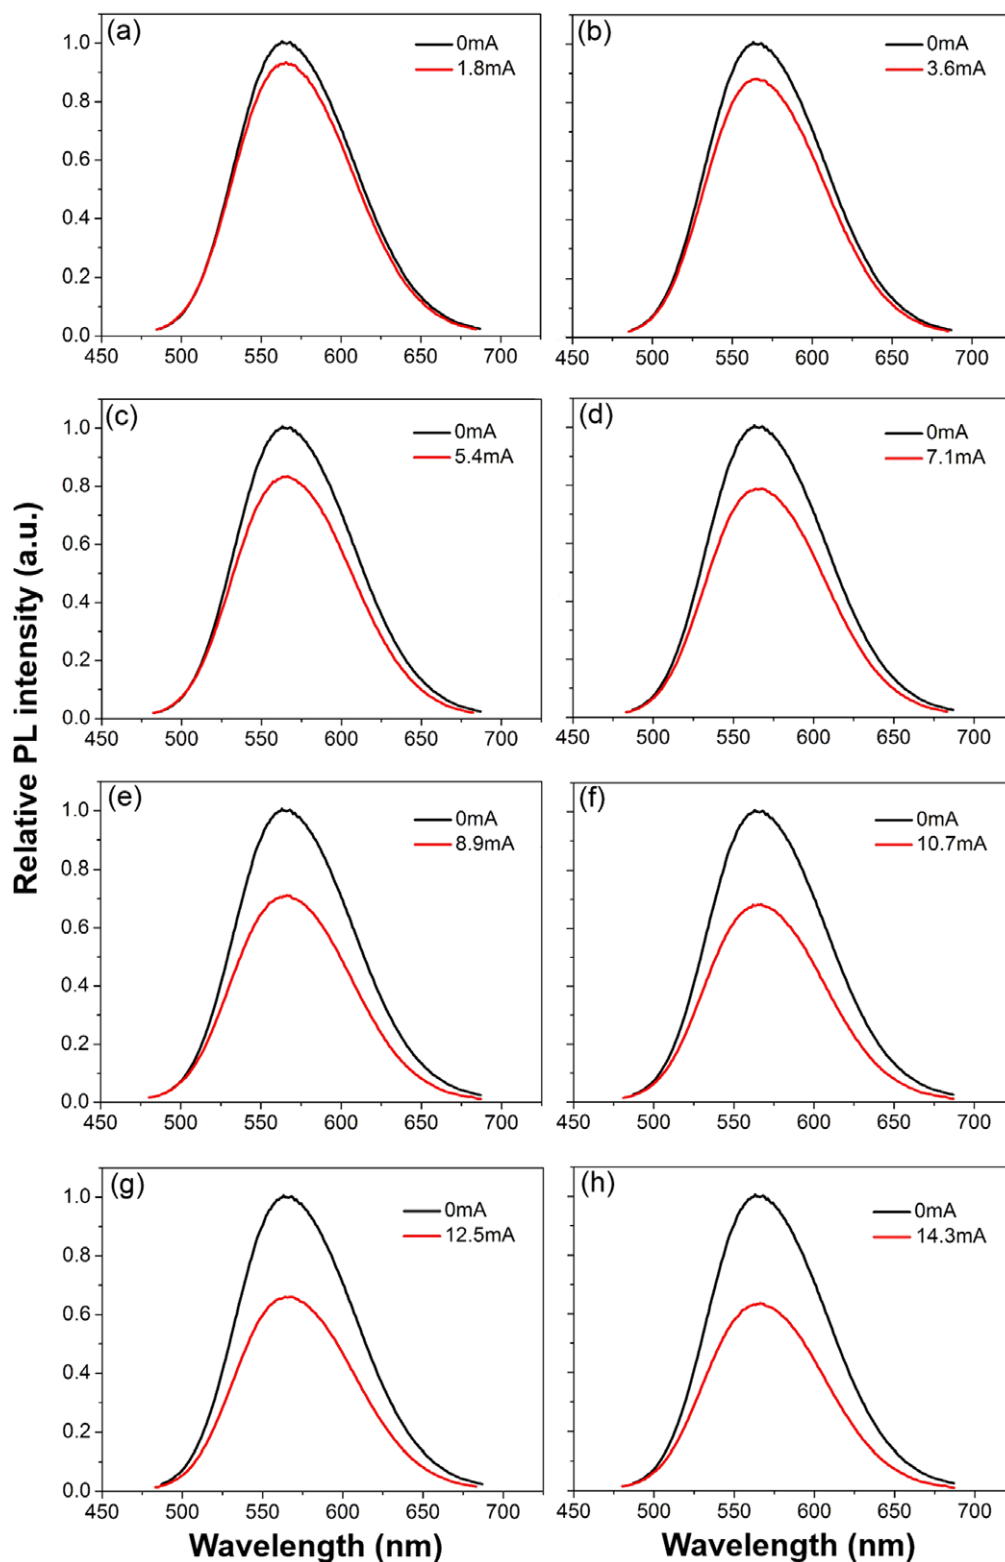 (a)
0mA
1.8mA
1.0
0.8
0.6
0.4
0.2
0.0
450 500 550 600 650 700
(b)
0mA
3.6mA
450 500 550 600 650 700
(c)
0mA
5.4mA
1.0
0.8
0.6
0.4
0.2
0.0
450 500 550 600 650 700
(d)
0mA
7.1mA
450 500 550 600 650 700
Relative PL intensity (a.u.)
(e)
0mA
8.9mA
1.0
0.8
0.6
0.4
0.2
0.0
450 500 550 600 650 700
(f)
0mA
10.7mA
450 500 550 600 650 700
(g)
0mA
12.5mA
1.0
0.8
0.6
0.4
0.2
0.0
450 500 550 600 650 700
Wavelength (nm)
(h)
0mA
14.3mA
450 500 550 600 650 700
Wavelength (nm)